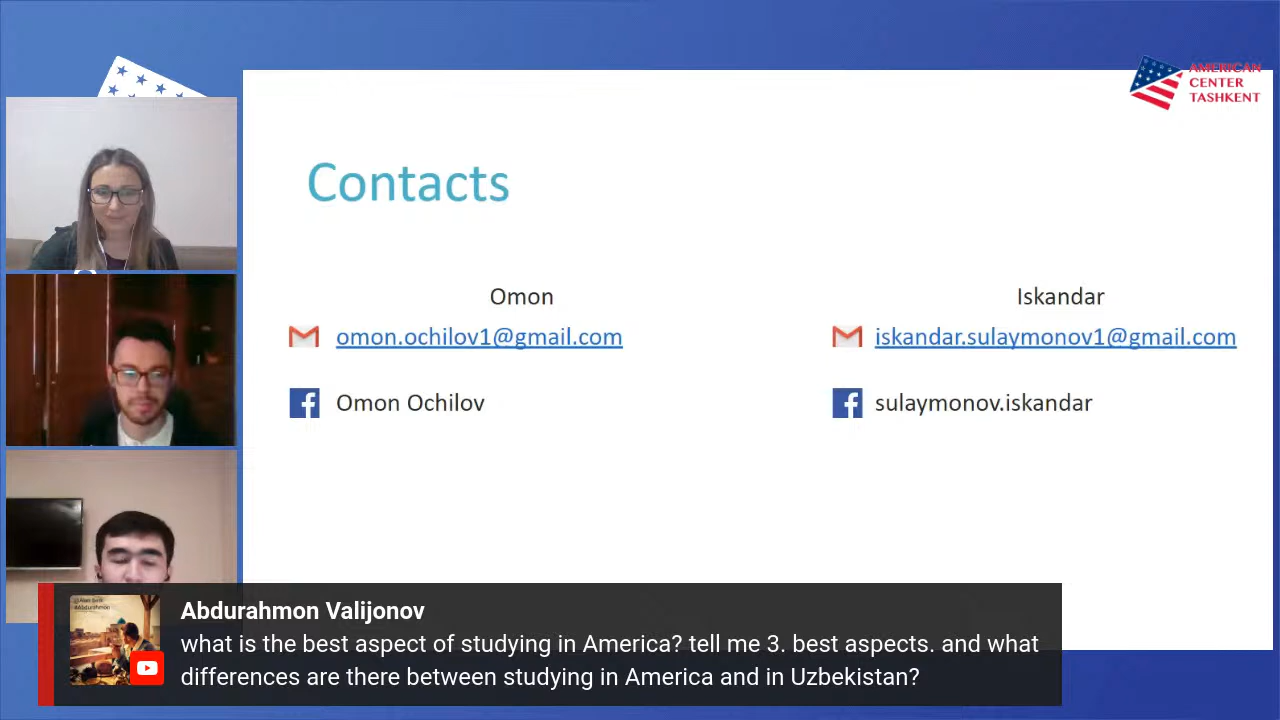 AMERICAN
CENTER
TASHKENT
Contacts
Omon
omon.ochilov1@gmail.com
Omon Ochilov
Iskandar
iskandar.sulaymonov1@gmail.com
sulaymonov.iskandar
Abdurahmon Valijonov
what is the best aspect of studying in America? tell me 3. best aspects. and what
differences are there between studying in America and in Uzbekistan?